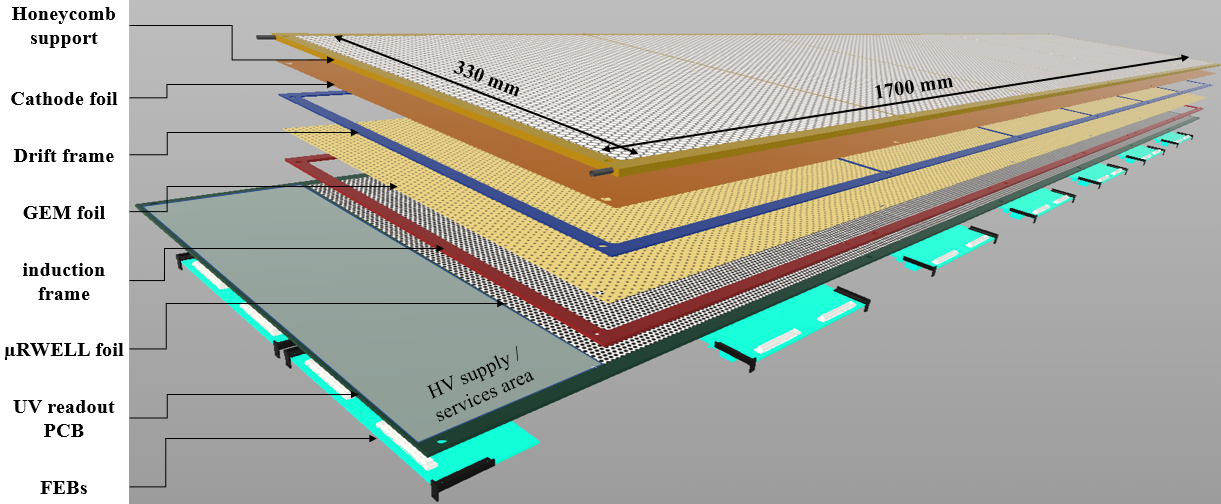 Honeycomb
support
Cathode foil
Drift frame
GEM foil
induction
frame
µRWELL foil
UV readout
PCB
FEBs
330 mm
1700 mm
HV supply /
services area